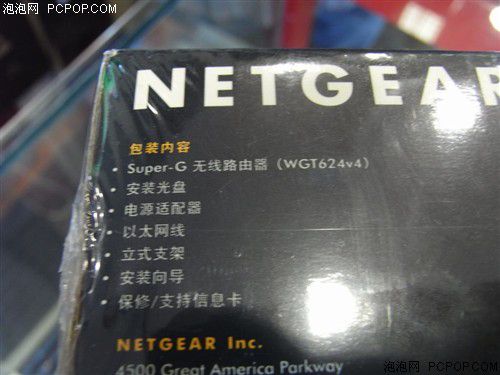 泡泡网 PCPOP.COM
NETGEAR
包装内容
• Super-G 无线路由器（WGT624v4）
• 安装光盘
• 电源适配器
• 以太网线
• 立式支架
• 安装向导
• 保修/支持信息卡
NETGEAR Inc.
4500 Great America Parkway
泡泡网 PCPOP.COM